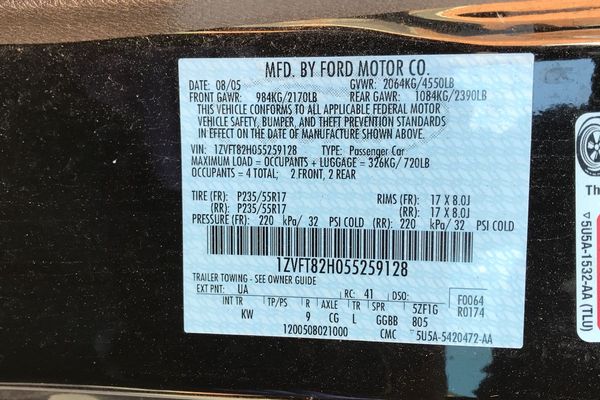 MFD. BY FORD MOTOR CO.
DATE: 08/05 GVWR: 2064KG/4550LB
FRONT GAWR: 984KG/2170LB REAR GAWR: 1084KG/2390LB
THIS VEHICLE CONFORMS TO ALL APPLICABLE FEDERAL MOTOR
VEHICLE SAFETY, BUMPER, AND THEFT PREVENTION STANDARDS
IN EFFECT ON THE DATE OF MANUFACTURE SHOWN ABOVE.
VIN: 1ZVFT82H055259128 TYPE: Passenger Car
MAXIMUM LOAD = OCCUPANTS + LUGGAGE = 326KG/720LB
OCCUPANTS = 4 TOTAL: 2 FRONT, 2 REAR
TIRE (FR): P235/55R17 RIMS (FR): 17 X 8.0J
(RR): P235/55R17 (RR): 17 X 8.0J
PRESSURE (FR): 220 kPa/ 32 PSI COLD (RR): 220 kPa/ 32 PSI COLD
1ZVFT82H055259128
TRAILER TOWING - SEE OWNER GUIDE
EXT PNT: UA RC: 41 DSO: F0064
INT TR TP/PS R AXLE TR SPR 5ZF1G R0174
KW 9 CG L GGBB 805
1200508021000 CMC 5U5A-5420472-AA
Th
5U5A-1532-AA (TLU)